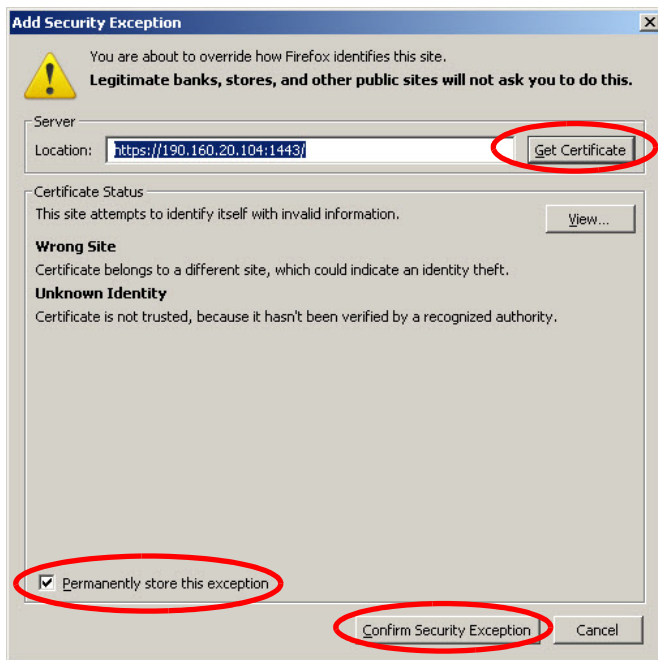 Add Security Exception
You are about to override how Firefox identifies this site.
Legitimate banks, stores, and other public sites will not ask you to do this.
Server
Location: https://190.160.20.104:1443/ Get Certificate
Certificate Status
This site attempts to identify itself with invalid information. View...
Wrong Site
Certificate belongs to a different site, which could indicate an identity theft.
Unknown Identity
Certificate is not trusted, because it hasn't been verified by a recognized authority.
Permanently store this exception
Confirm Security Exception Cancel